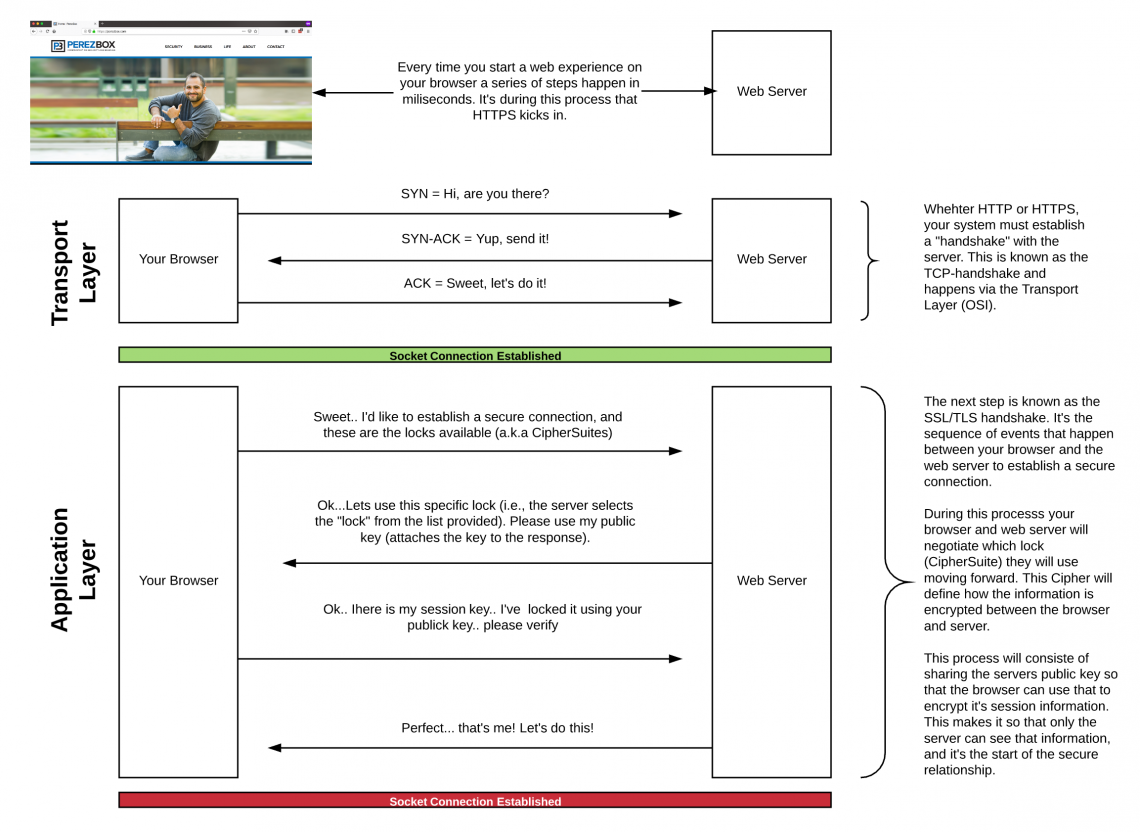 PEREZBOX
SECURITY BUSINESS LIFE ABOUT CONTACT
Every time you start a web experience on
your browser a series of steps happen in
miliseconds. It's during this process that
HTTPS kicks in.
Web Server
Transport
Layer
Your Browser
SYN = Hi, are you there?
SYN-ACK = Yup, send it!
ACK = Sweet, let's do it!
Web Server
Whehter HTTP or HTTPS,
your system must establish
a "handshake" with the
server. This is known as the
TCP-handshake and
happens via the Transport
Layer (OSI).
Socket Connection Established
Application
Layer
Your Browser
Sweet.. I'd like to establish a secure connection, and
these are the locks available (a.k.a CipherSuites)
Ok...Lets use this specific lock (i.e., the server selects
the "lock" from the list provided). Please use my public
key (attaches the key to the response).
Ok.. Ihere is my session key.. I've locked it using your
publick key.. please verify
Perfect... that's me! Let's do this!
Web Server
The next step is known as the
SSL/TLS handshake. It's the
sequence of events that happen
between your browser and the
web server to establish a secure
connection.
During this processs your
browser and web server will
negotiate which lock
(CipherSuite) they will use
moving forward. This Cipher will
define how the information is
encrypted between the browser
and server.
This process will consiste of
sharing the servers public key so
that the browser can use that to
encrypt it's session information.
This makes it so that only the
server can see that information,
and it's the start of the secure
relationship.
Socket Connection Established